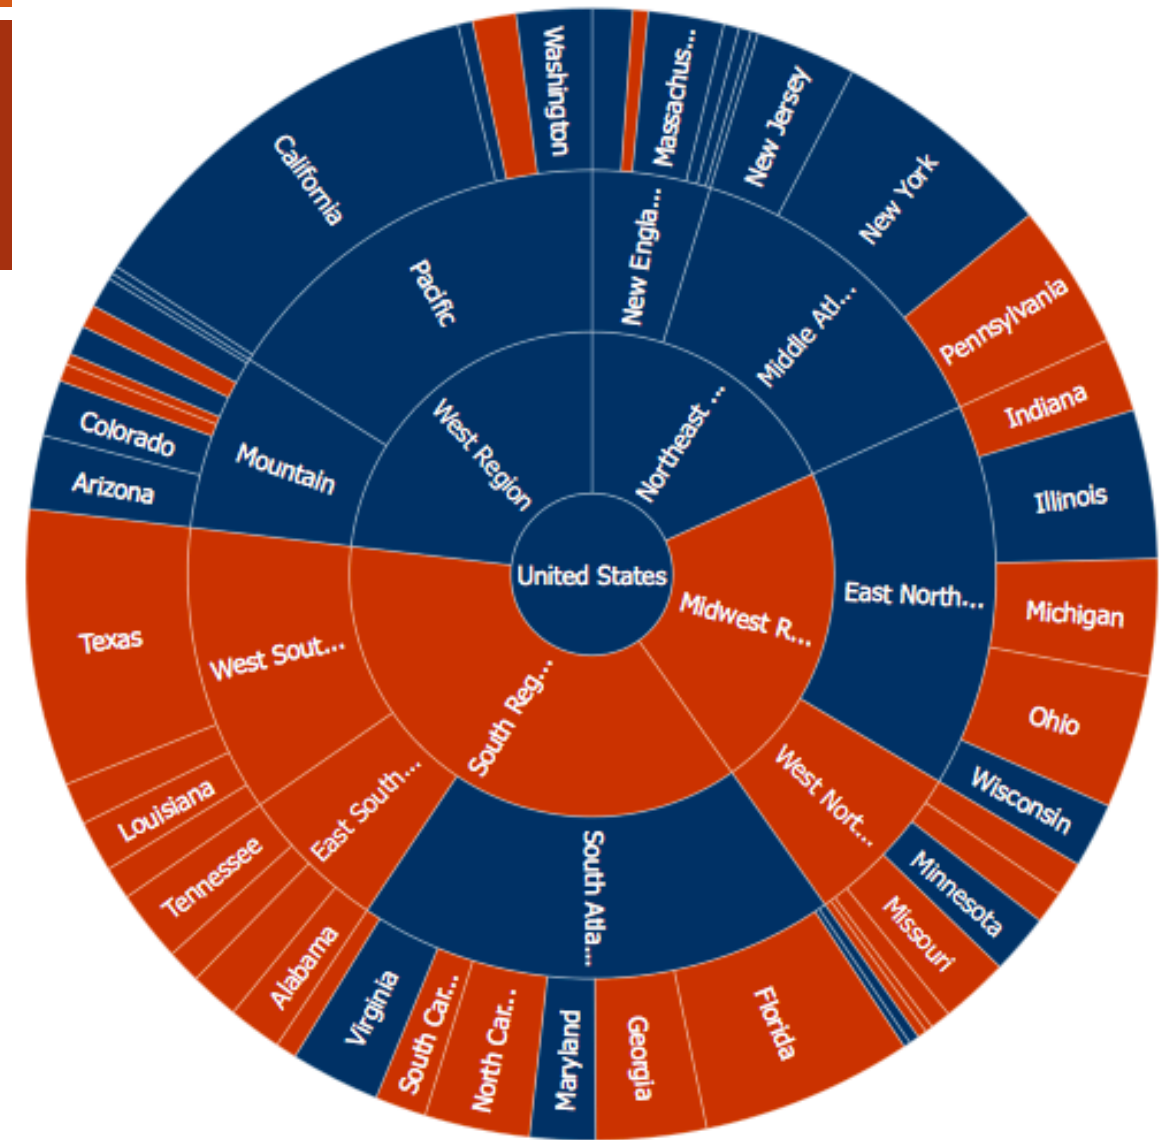 United States
West Region
Northeast ...
Midwest R...
South Reg...
Pacific
New Engla...
Middle Atl...
East North...
West Nort...
South Atla...
East South...
West Sout...
Mountain
Washington
Massachus...
New Jersey
New York
Pennsylvania
Indiana
Illinois
Michigan
Ohio
Wisconsin
Minnesota
Missouri
Florida
Georgia
Maryland
North Car...
South Car...
Virginia
Alabama
Tennessee
Louisiana
Texas
Arizona
Colorado
California